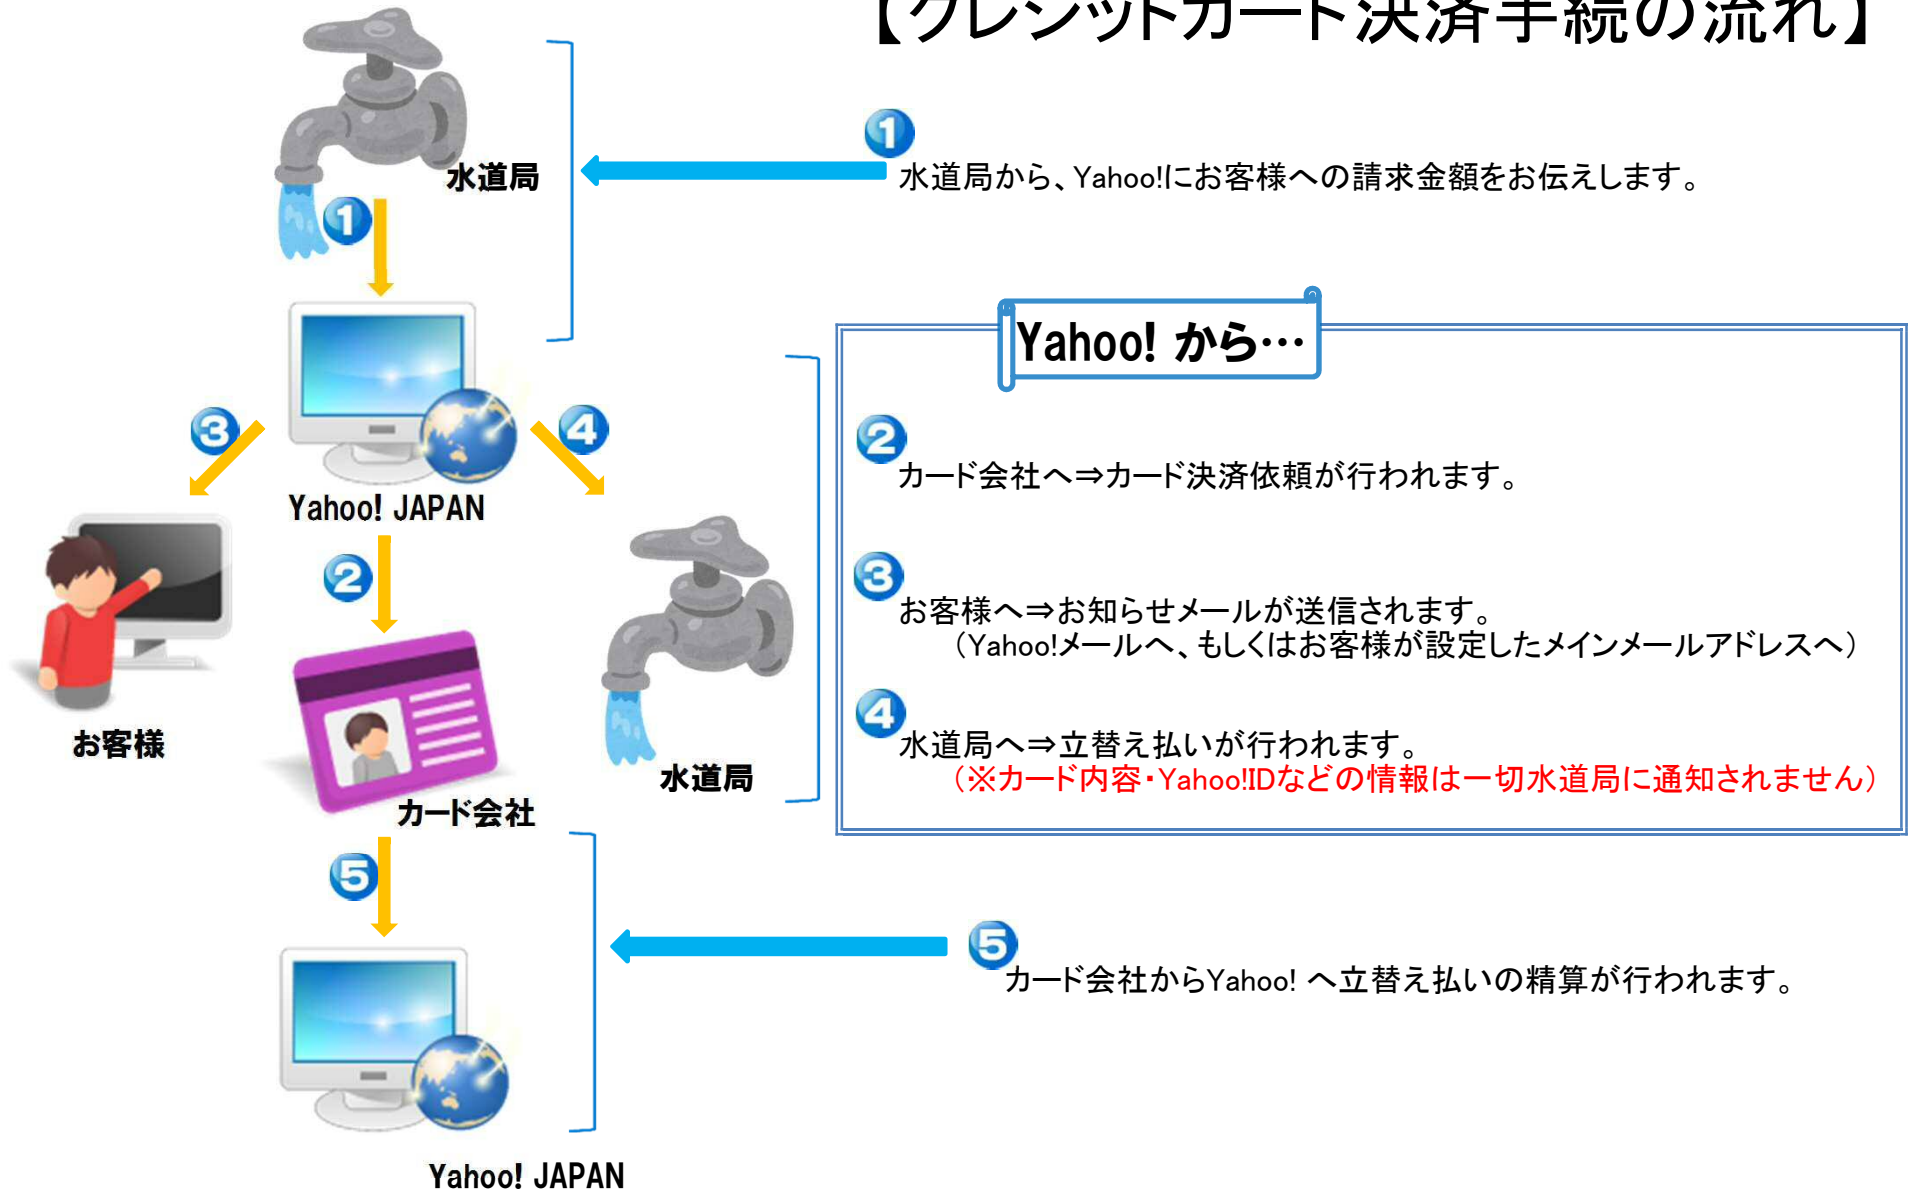 【クレジットカード決済手続の流れ】
1
水道局から、Yahoo!にお客様への請求金額をお伝えします。
水道局
1
Yahoo! から…
2
カード会社へ⇒カード決済依頼が行われます。
3
4
Yahoo! JAPAN
2
3
お客様へ⇒お知らせメールが送信されます。
（Yahoo!メールへ、もしくはお客様が設定したメインメールアドレスへ）
4
水道局へ⇒立替え払いが行われます。
（※カード内容・Yahoo!IDなどの情報は一切水道局に通知されません）
お客様
水道局
カード会社
5
5
カード会社からYahoo! へ立替え払いの精算が行われます。
Yahoo! JAPAN